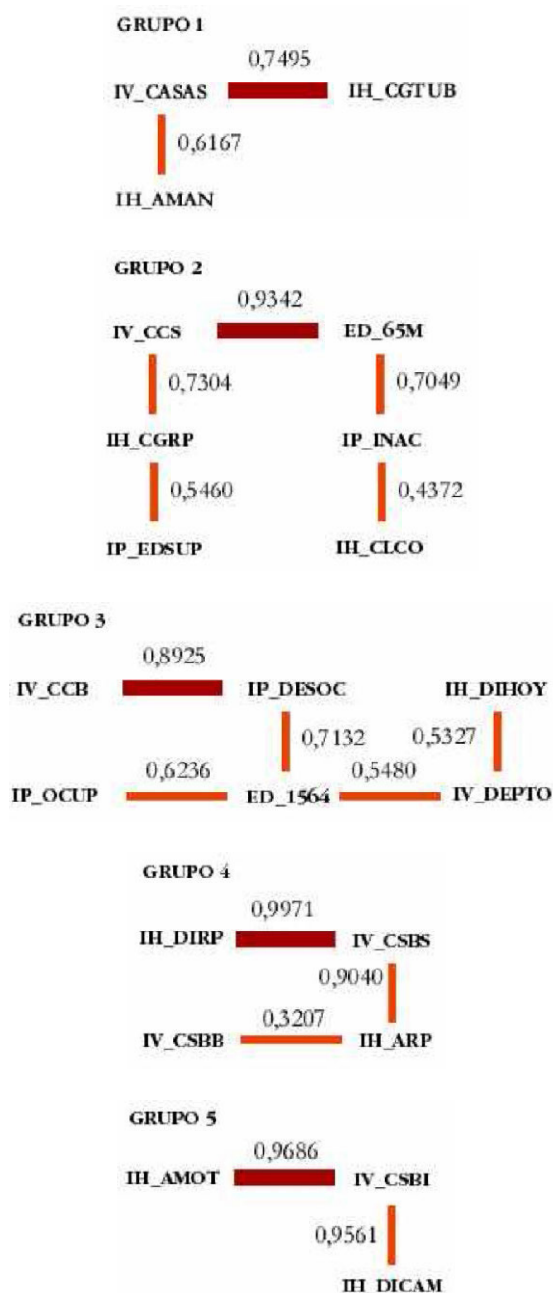 GRUPO 1
0,7495
IV_CASAS IH_CGTUB
0,6167
IH_AMAN
GRUPO 2
0,9342
IV_CCS ED_65M
0,7304 0,7049
IH_CGRP IP_INAC
0,5460 0,4372
IP_EDSUP IH_CLCO
GRUPO 3
0,8925
IV_CCB IP_DESOC IH_DIHOY
0,7132 0,5327
0,6236 0,5480
IP_OCUP ED_1564 IV_DEPTO
GRUPO 4
0,9971
IH_DIRP IV_CSBS
0,9040
0,3207
IV_CSBB IH_ARP
GRUPO 5
0,9686
IH_AMOT IV_CSBI
0,9561
IH_DICAM